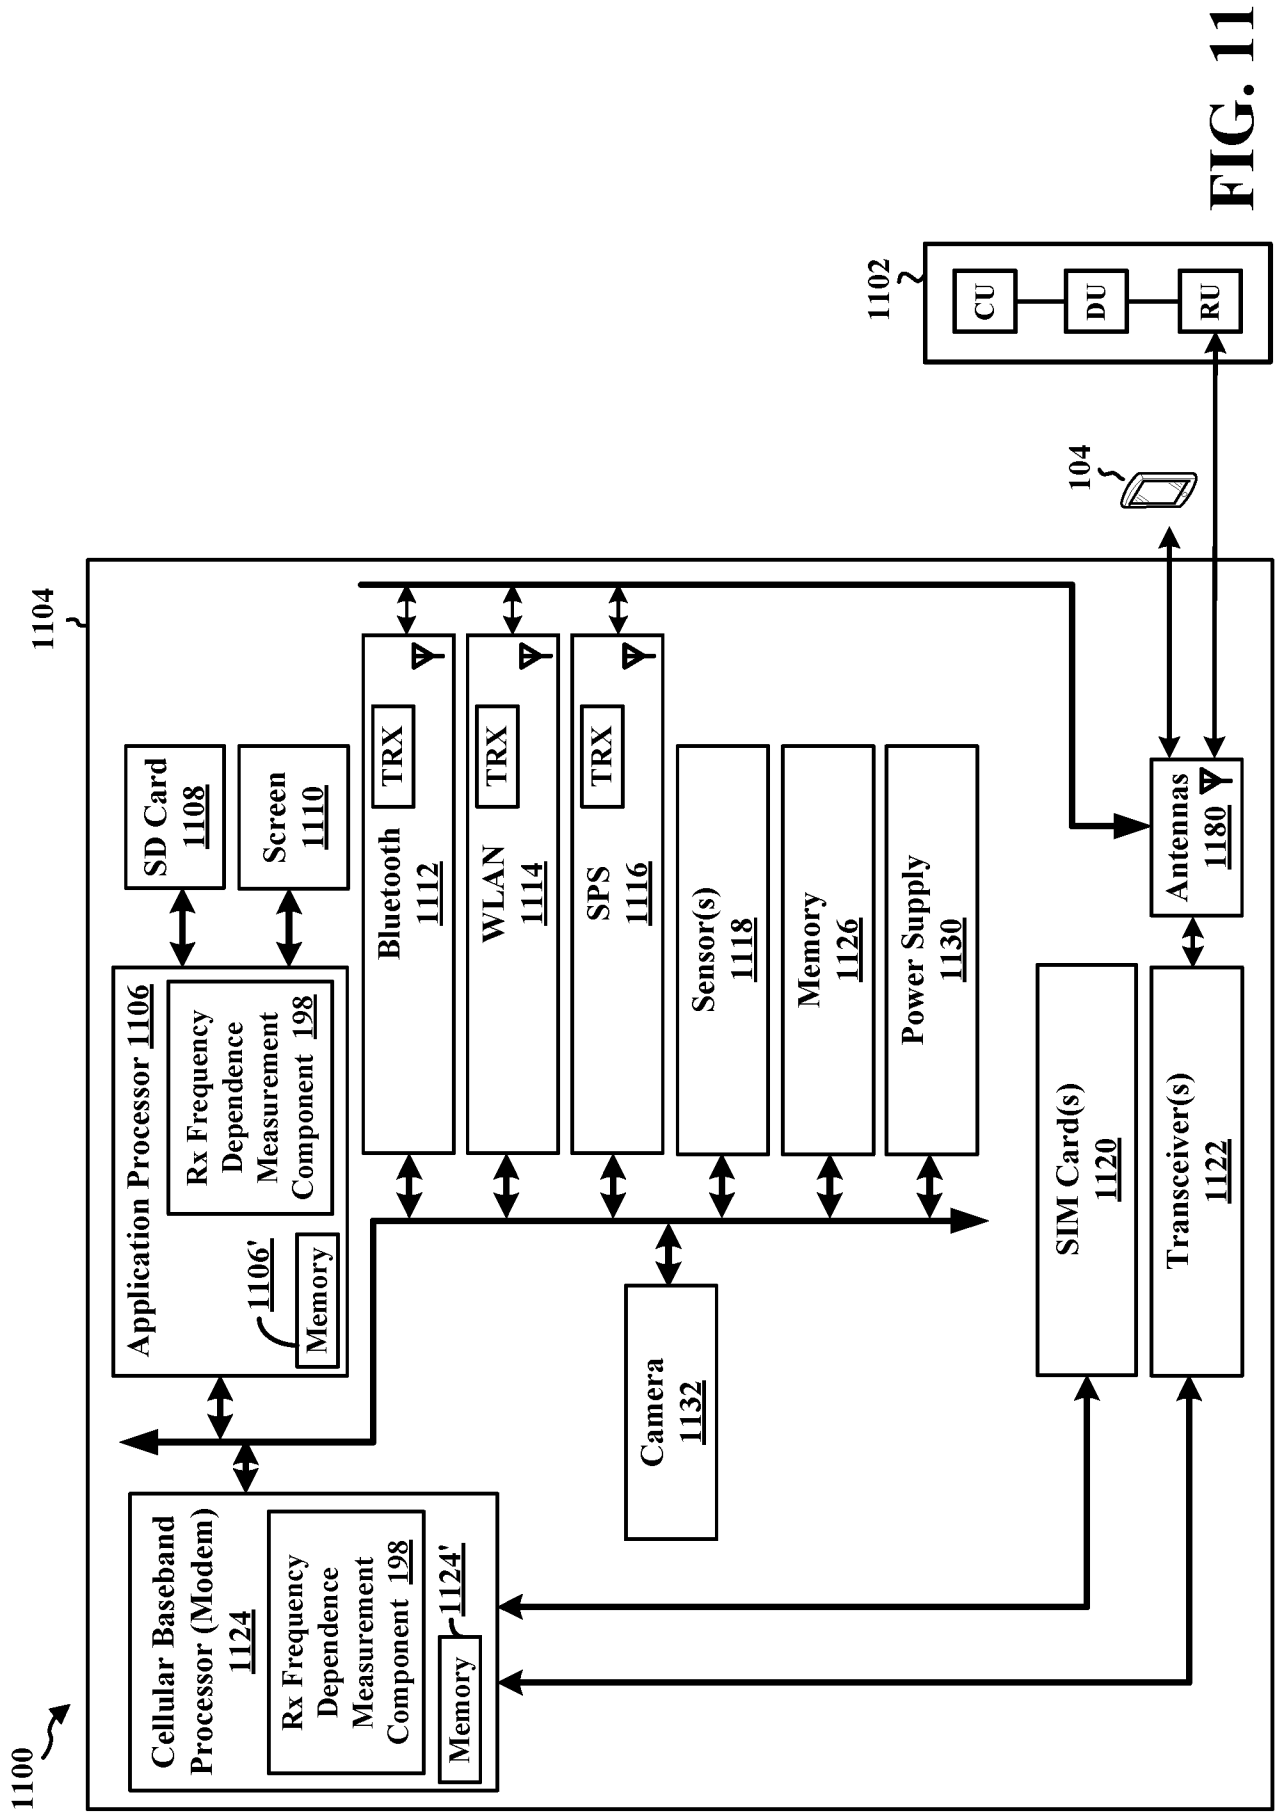 1100
1104
Cellular Baseband
Processor (Modem)
1124
Rx Frequency
Dependence
Measurement
Component 198
Memory
1124'
Application Processor 1106
Rx Frequency
Dependence
Measurement
Component 198
1106'
Memory
SD Card
1108
Screen
1110
Bluetooth
1112
TRX
WLAN
1114
TRX
SPS
1116
TRX
Sensor(s)
1118
Memory
1126
Power Supply
1130
Camera
1132
SIM Card(s)
1120
Transceiver(s)
1122
Antennas
1180
104
1102
CU
DU
RU
FIG. 11